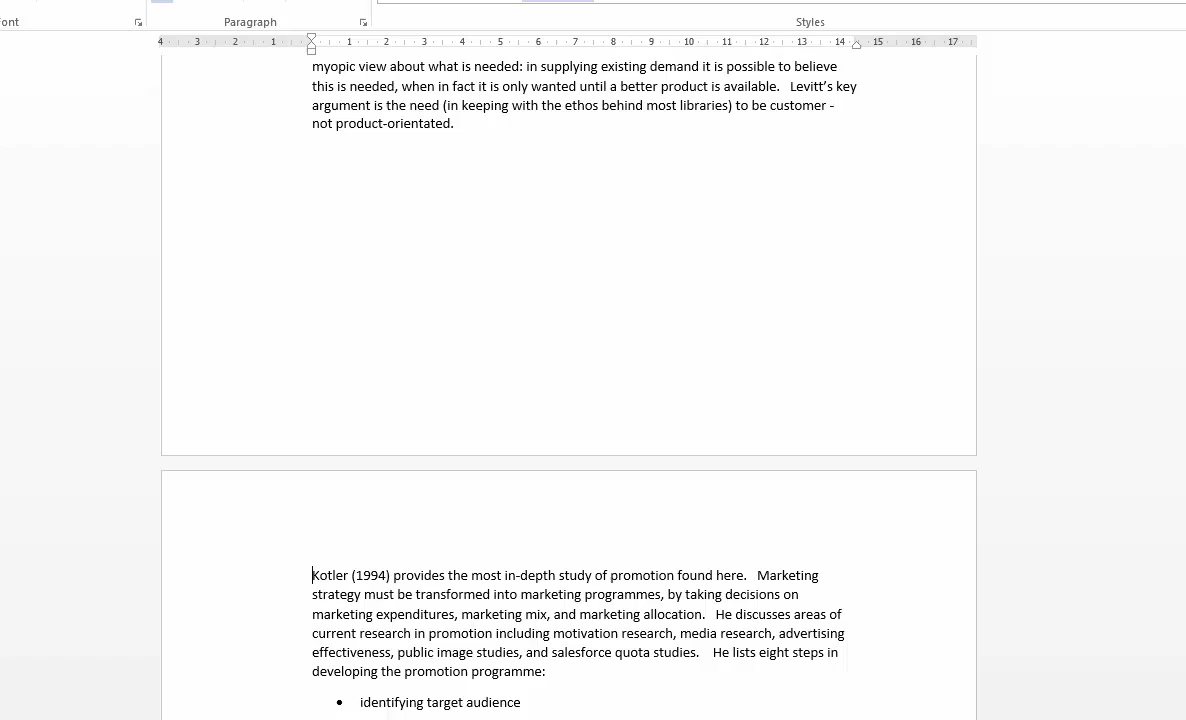 ont
Paragraph
Styles
4 3 2 1 1 2 3 4 5 6 7 8 9 10 11 12 13 14 15 16 17
myopic view about what is needed: in supplying existing demand it is possible to believe
this is needed, when in fact it is only wanted until a better product is available.   Levitt’s key
argument is the need (in keeping with the ethos behind most libraries) to be customer -
not product-orientated.
Kotler (1994) provides the most in-depth study of promotion found here.   Marketing
strategy must be transformed into marketing programmes, by taking decisions on
marketing expenditures, marketing mix, and marketing allocation.   He discusses areas of
current research in promotion including motivation research, media research, advertising
effectiveness, public image studies, and salesforce quota studies.    He lists eight steps in
developing the promotion programme:
• identifying target audience